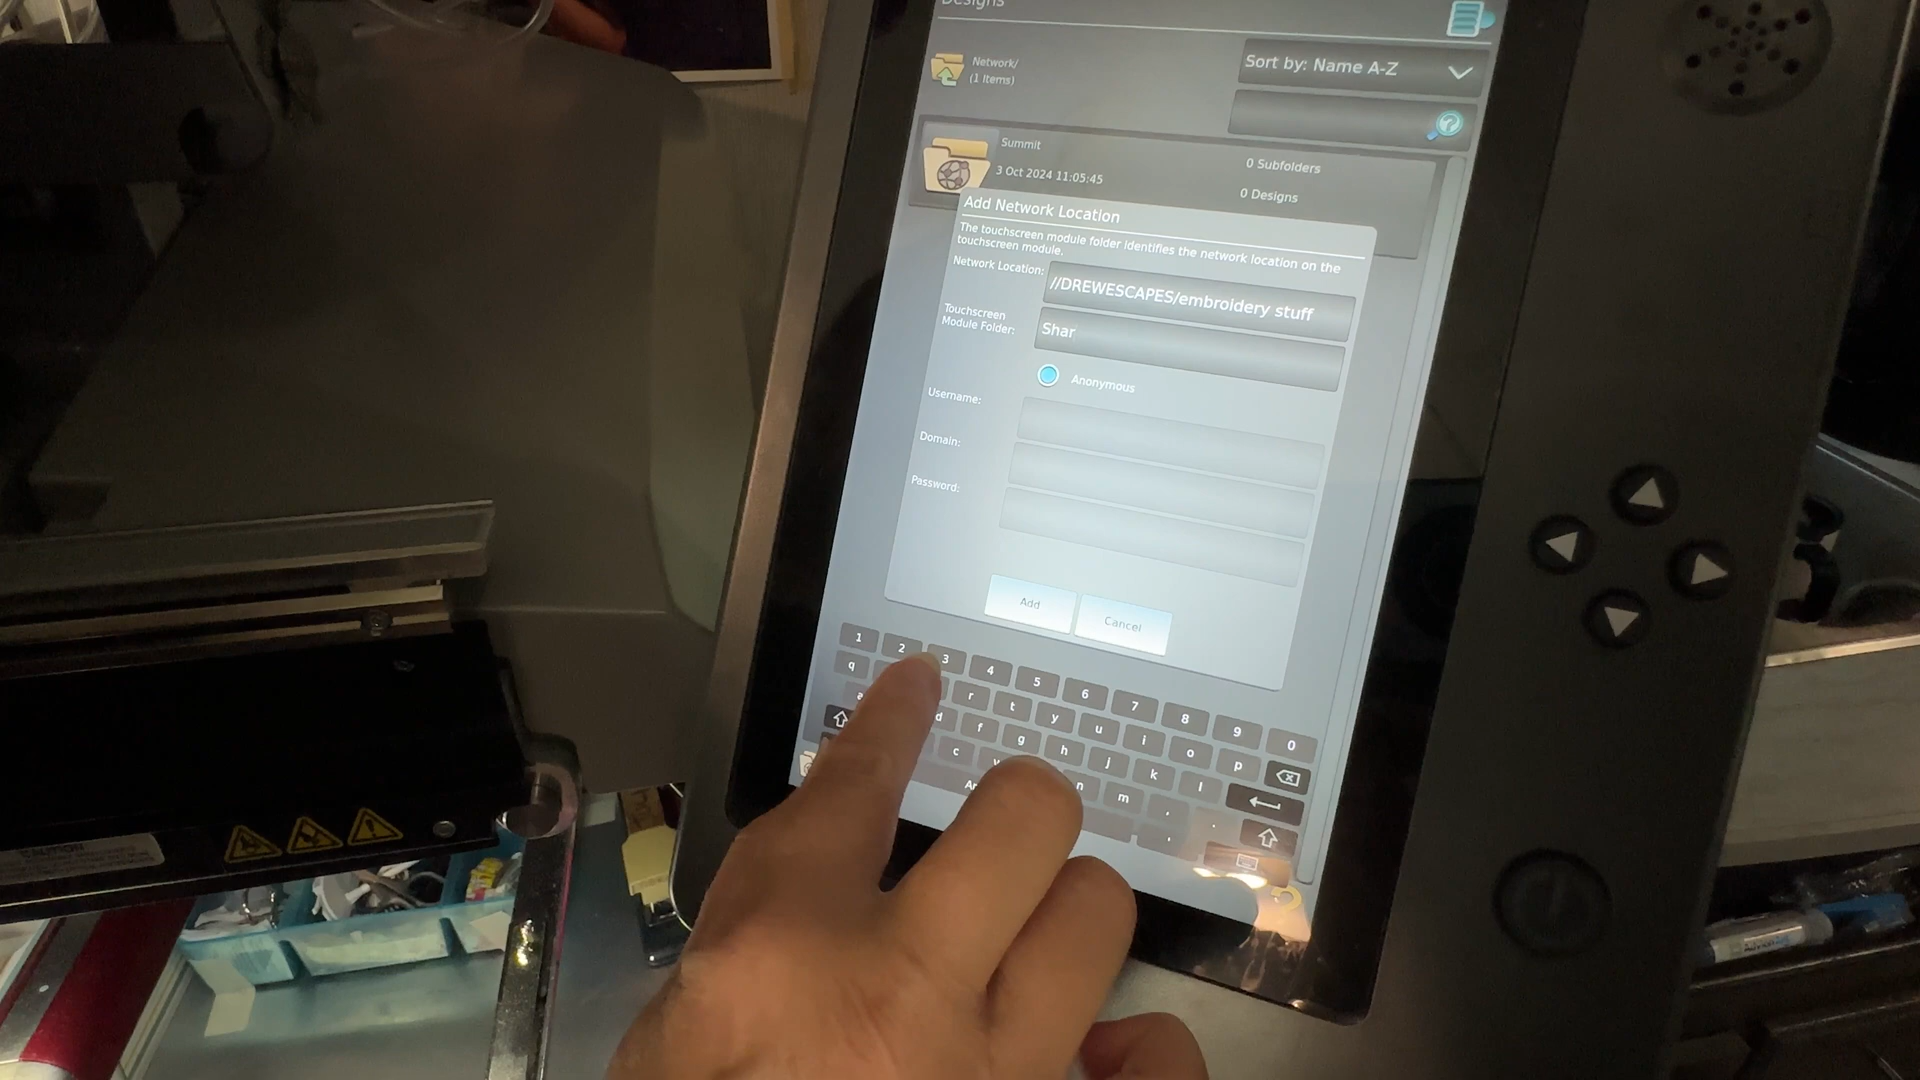 Designs
Network/
(1 Items)
Sort by: Name A-Z
Summit
3 Oct 2024 11:05:45
0 Subfolders
0 Designs
Add Network Location
The touchscreen module folder identifies the network location on the
touchscreen module.
Network Location:
//DREWESCAPES/embroidery stuff
Touchscreen
Module Folder:
Shar
Anonymous
Username:
Domain:
Password:
Add
Cancel
1 2 3 4 5 6 7 8 9 0
q r t y u i o p
a d f g h j k l
c v n m , .
CAUTION